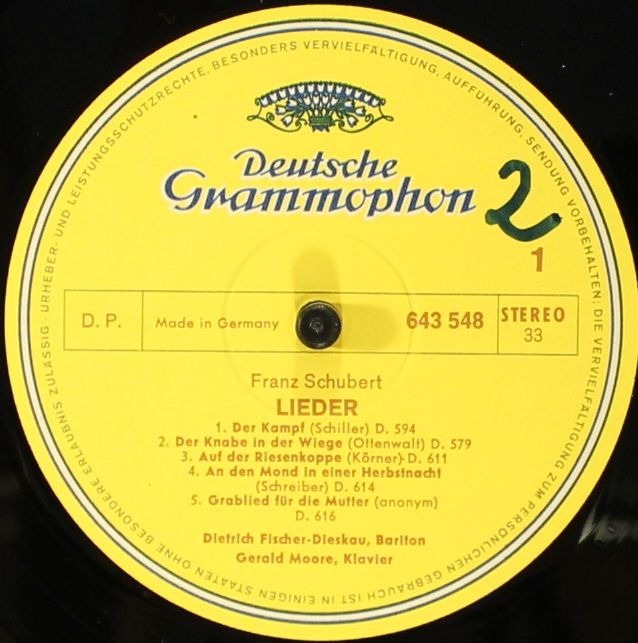 Deutsche
Grammophon
2
1
D. P.
Made in Germany
643 548
STEREO
33
Franz Schubert
LIEDER
1. Der Kampf (Schiller) D. 594
2. Der Knabe in der Wiege (Ottenwalt) D. 579
3. Auf der Riesenkoppe (Körner) D. 611
4. An den Mond in einer Herbstnacht
(Schreiber) D. 614
5. Grablied für die Mutter (anonym)
D. 616
Dietrich Fischer-Dieskau, Bariton
Gerald Moore, Klavier
URHEBER- UND LEISTUNGSSCHUTZRECHTE, BESONDERS VERVIELFÄLTIGUNG, AUFFÜHRUNG, SENDUNG VORBEHALTEN; DIE VERVIELFÄLTIGUNG ZUM PERSÖNLICHEN GEBRAUCH IST IN EINIGEN STAATEN OHNE BESONDERE ERLAUBNIS ZULÄSSIG ·